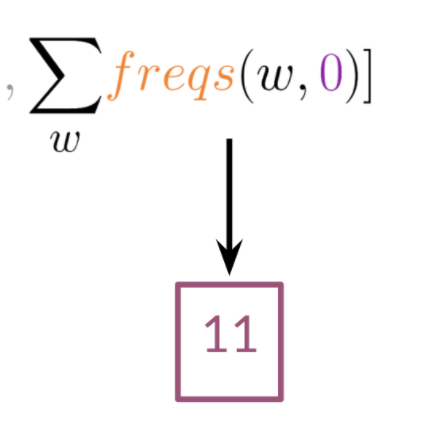 , ∑ freqs(w, 0)]
w
11